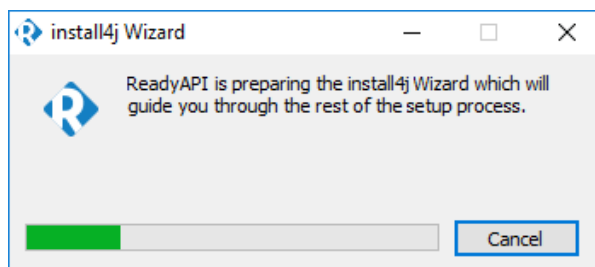 install4j Wizard
ReadyAPI is preparing the install4j Wizard which will
guide you through the rest of the setup process.
Cancel